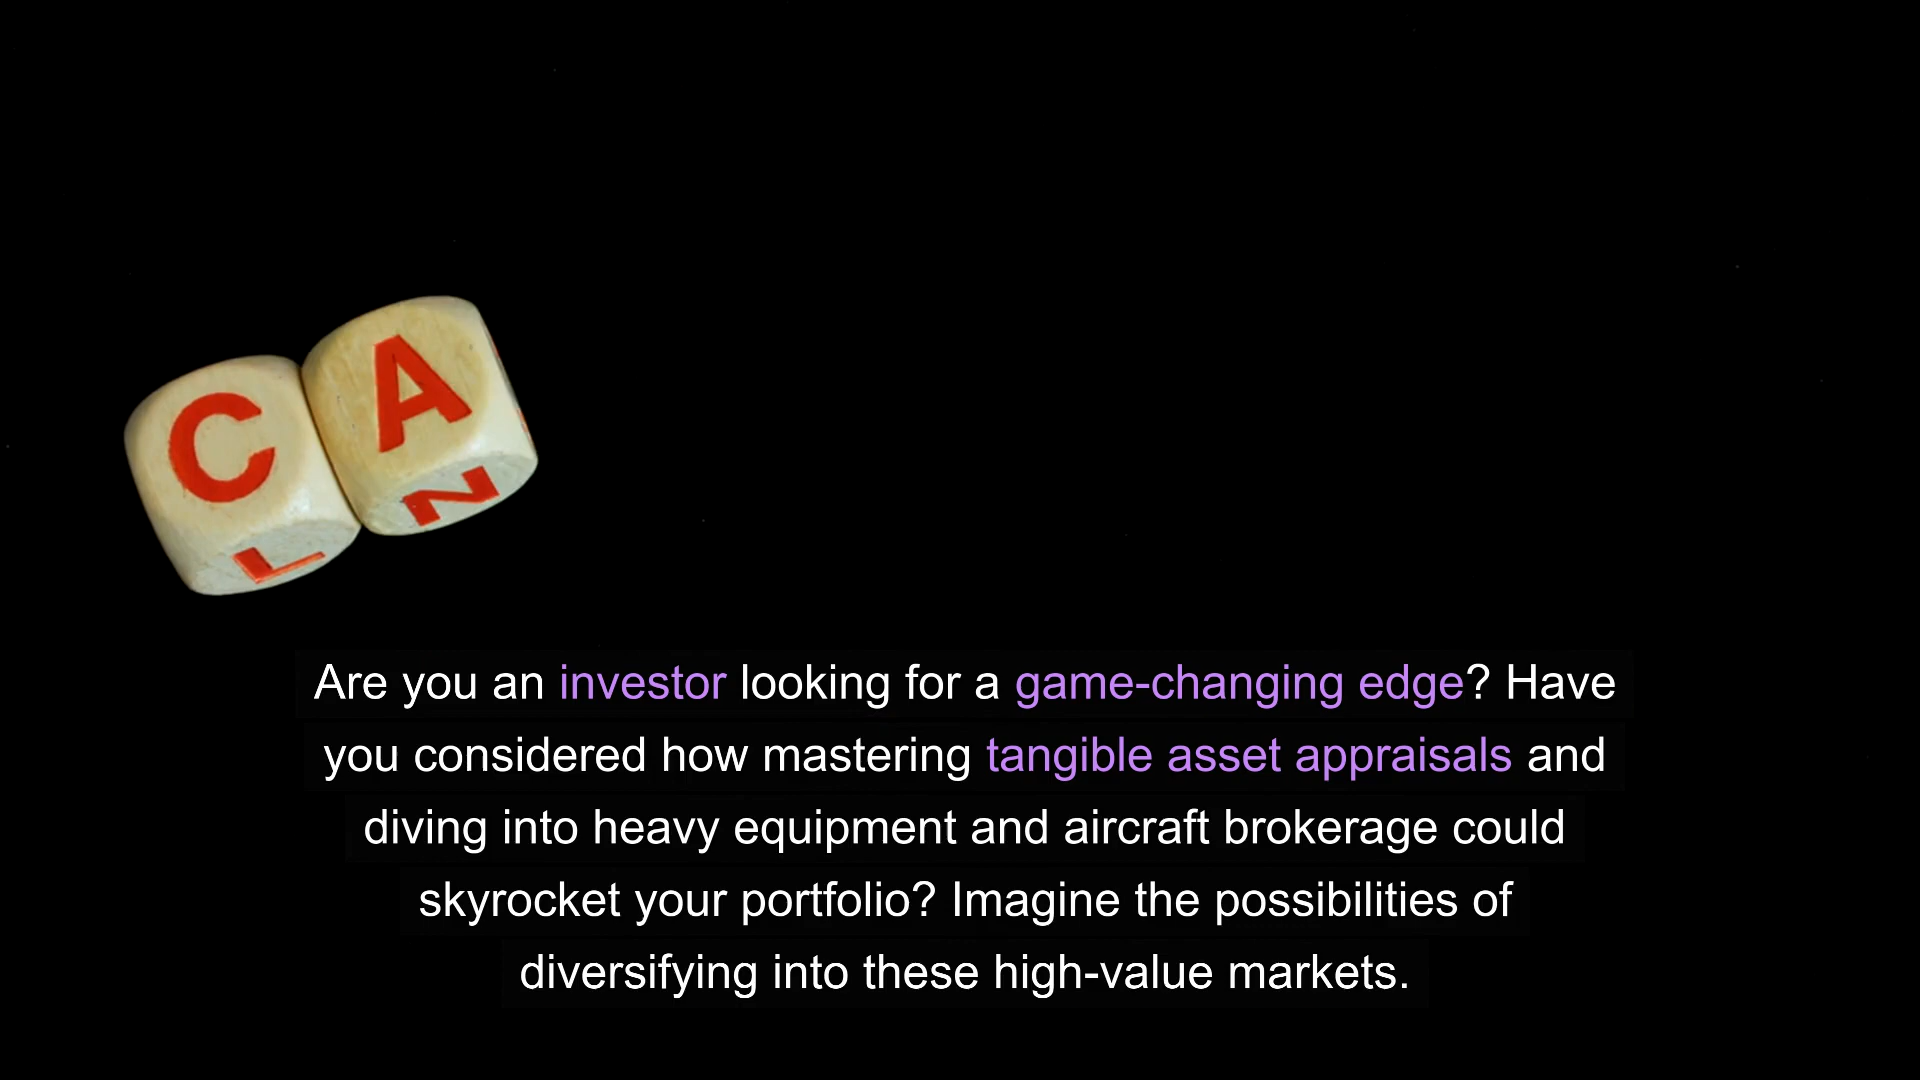 C A
L N
Are you an investor looking for a game-changing edge? Have
you considered how mastering tangible asset appraisals and
diving into heavy equipment and aircraft brokerage could
skyrocket your portfolio? Imagine the possibilities of
diversifying into these high-value markets.